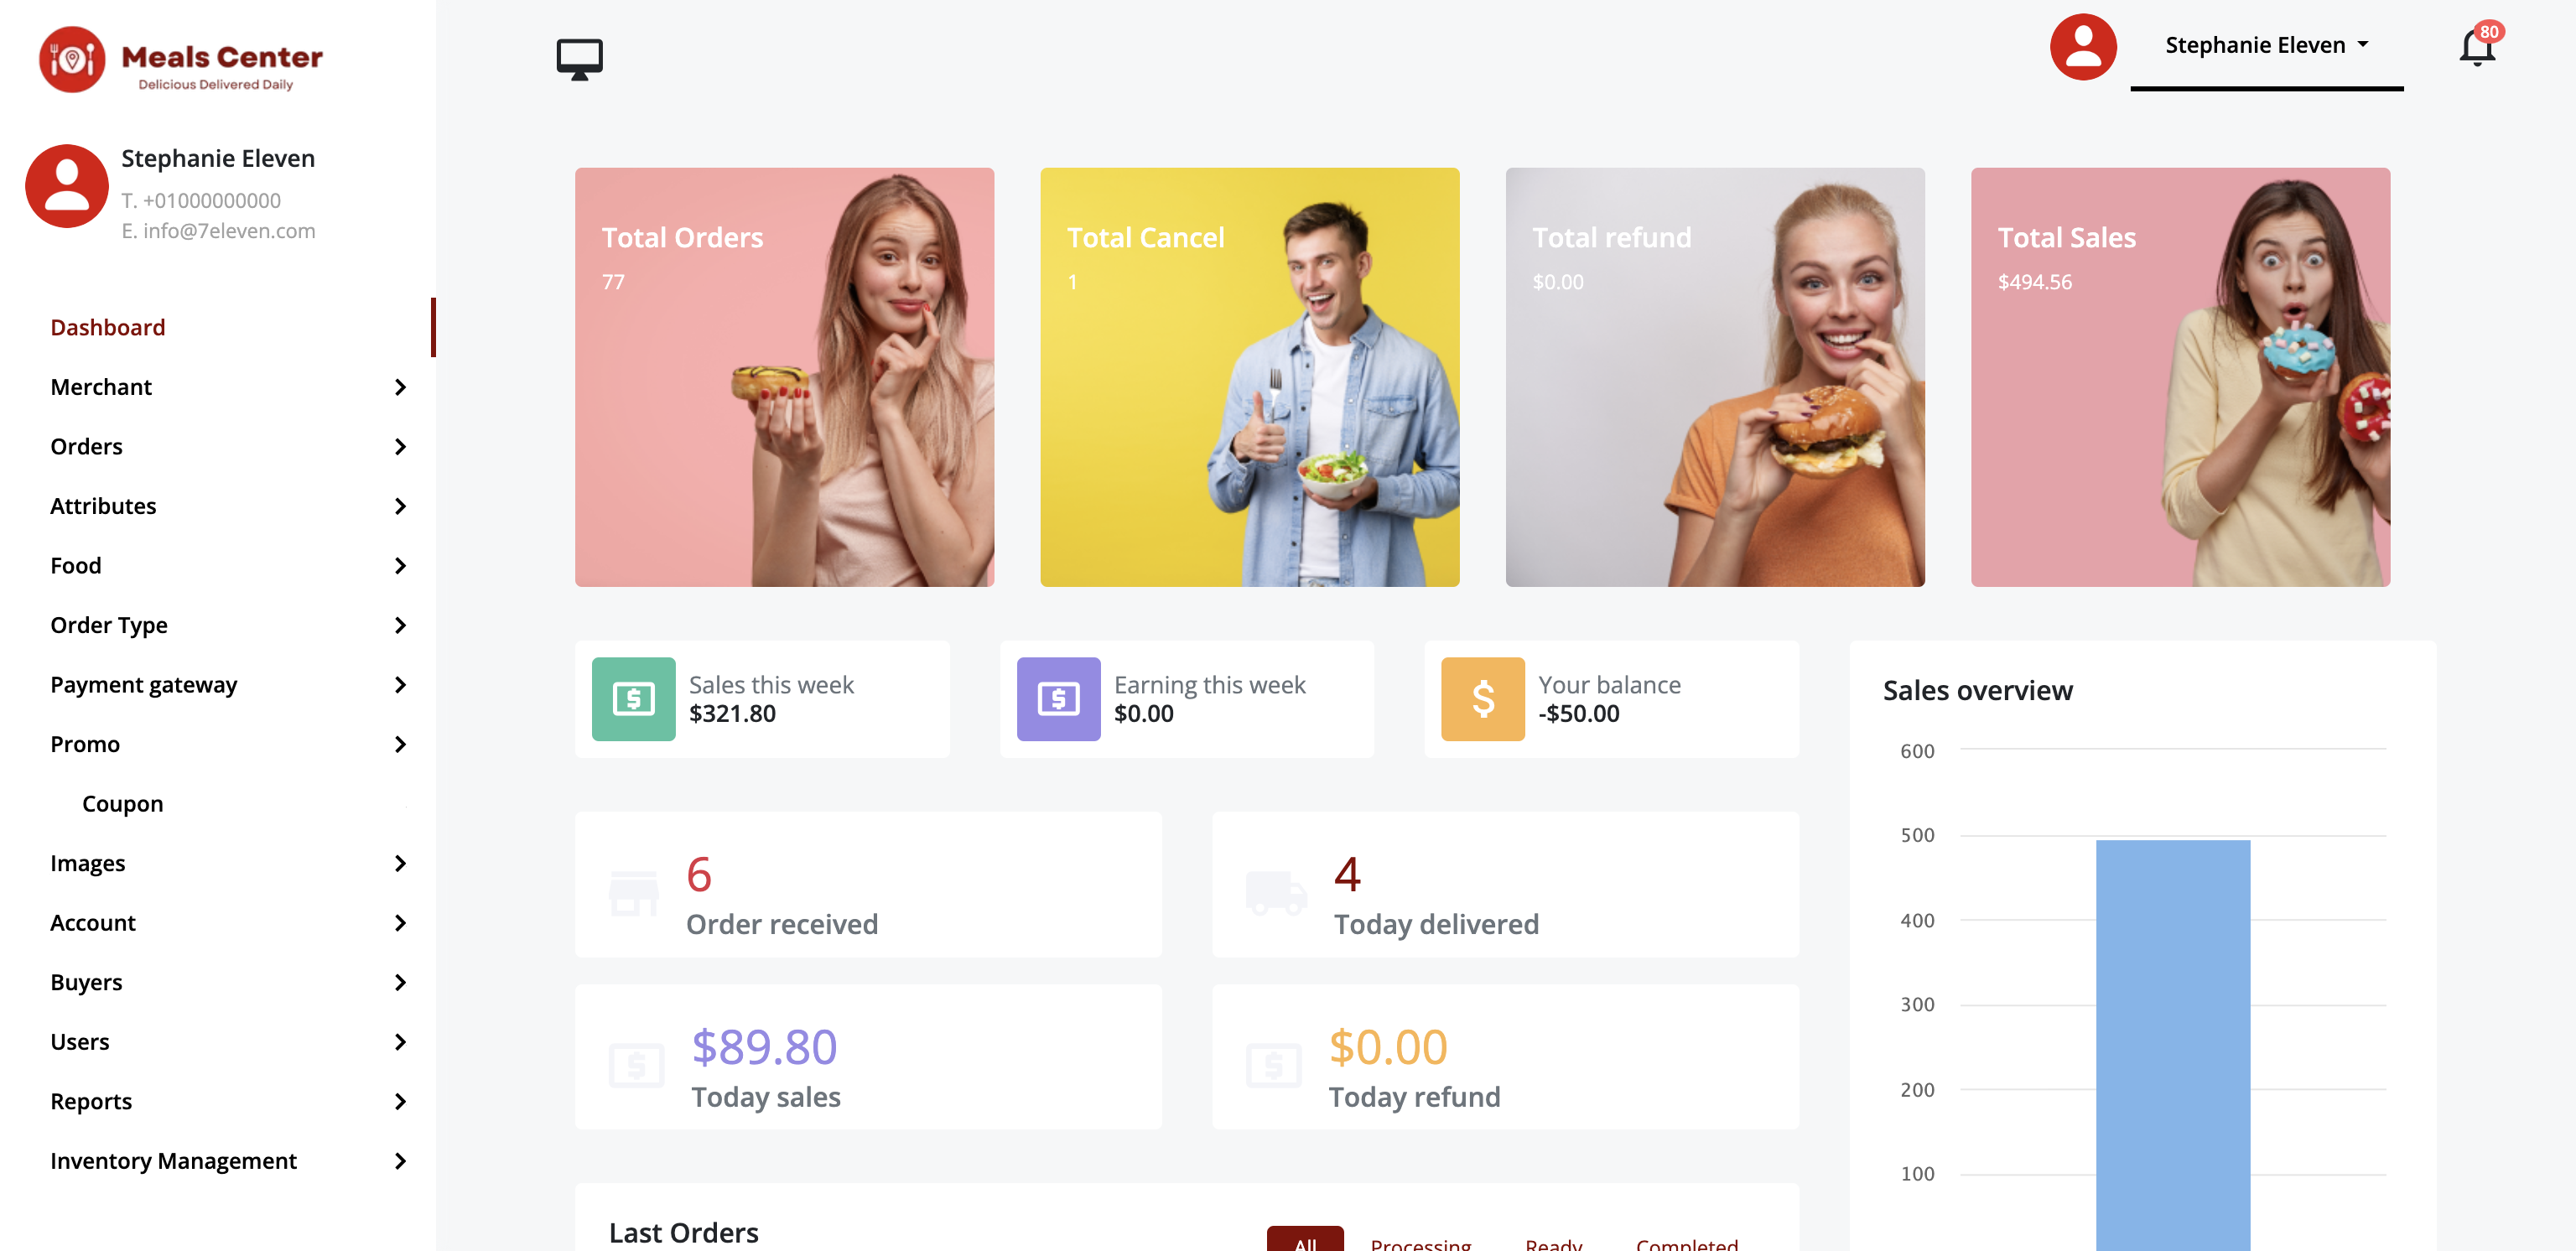 Meals Center
Delicious Delivered Daily
Stephanie Eleven
80
Stephanie Eleven
T. +01000000000
E. info@7eleven.com
Dashboard
Merchant
Orders
Attributes
Food
Order Type
Payment gateway
Promo
Coupon
Images
Account
Buyers
Users
Reports
Inventory Management
Total Orders
77
Total Cancel
1
Total refund
$0.00
Total Sales
$494.56
Sales this week
$321.80
Earning this week
$0.00
Your balance
-$50.00
6
Order received
4
Today delivered
$89.80
Today sales
$0.00
Today refund
Sales overview
600
500
400
300
200
100
Last Orders
All
Processing
Ready
Completed